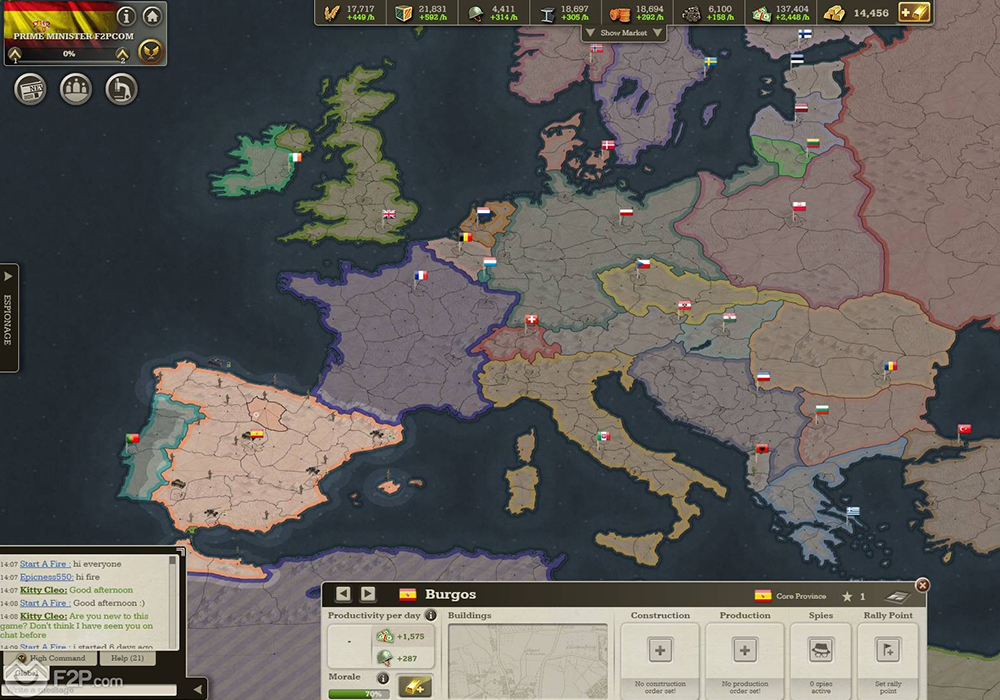 PRIME MINISTER F2PCOM
0%
1
2
17,717
+449 /h
21,831
+592 /h
4,411
+314 /h
18,697
+305 /h
18,694
+292 /h
6,100
+158 /h
137,404
+2,448 /h
14,456
Show Market
NEW
ESPIONAGE
14:07 Start A Fire : hi everyone
14:07 Epicness550: hi fire
14:07 Kitty Cleo: Good afternoon
14:08 Start A Fire : Good afternoon :)
14:08 Kitty Cleo: Are you new to this
game? Don't think I have seen you on
chat before
14:09 Start A Fire : i started 6 days ago
High Command
Help (21)
Global
F2P.com
Write a message
Burgos
Core Province
1
Productivity per day
-
+1,575
+287
Morale
70%
Buildings
Construction
No construction
order set!
Production
No production
order set!
Spies
0 spies
active
Rally Point
Set rally
point